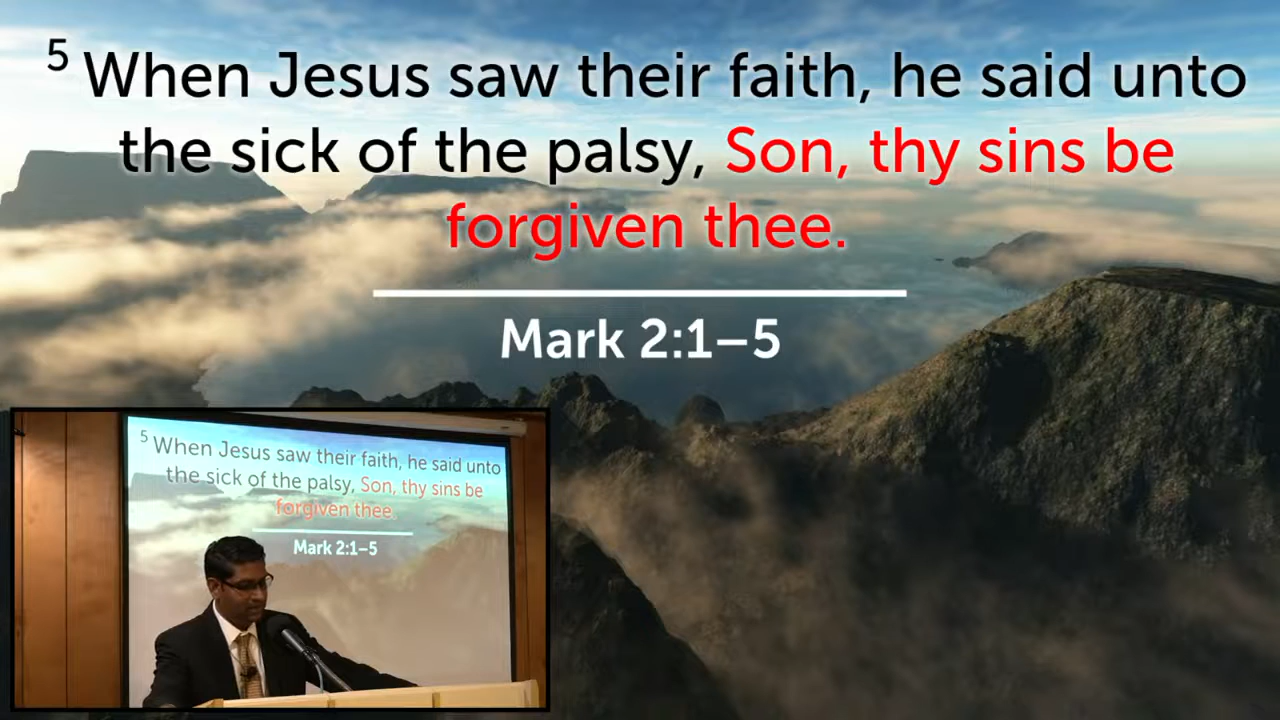 5 When Jesus saw their faith, he said unto
the sick of the palsy, Son, thy sins be
forgiven thee.
Mark 2:1–5
5 When Jesus saw their faith, he said unto
the sick of the palsy, Son, thy sins be
forgiven thee.
Mark 2:1–5